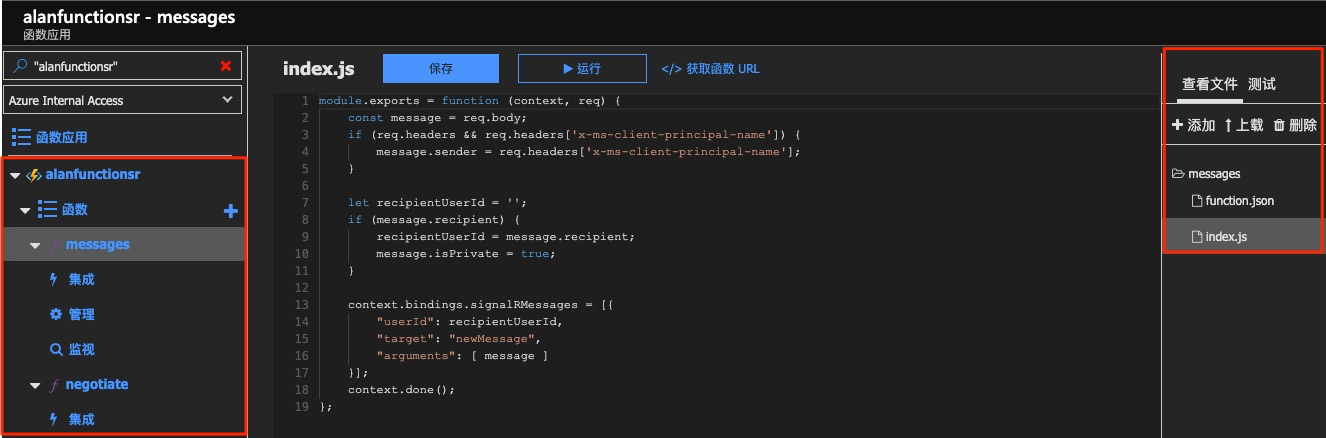 alanfunctionsr - messages
函数应用
"alanfunctionsr"
Azure Internal Access
函数应用
alanfunctionsr
函数
messages
集成
管理
监视
negotiate
集成
index.js 保存 运行 </> 获取函数 URL
1 module.exports = function (context, req) {
2     const message = req.body;
3     if (req.headers && req.headers['x-ms-client-principal-name']) {
4         message.sender = req.headers['x-ms-client-principal-name'];
5     }
6
7     let recipientUserId = '';
8     if (message.recipient) {
9         recipientUserId = message.recipient;
10         message.isPrivate = true;
11     }
12
13     context.bindings.signalRMessages = [{
14         "userId": recipientUserId,
15         "target": "newMessage",
16         "arguments": [ message ]
17     }];
18     context.done();
19 };
查看文件 测试
添加 上载 删除
messages
function.json
index.js